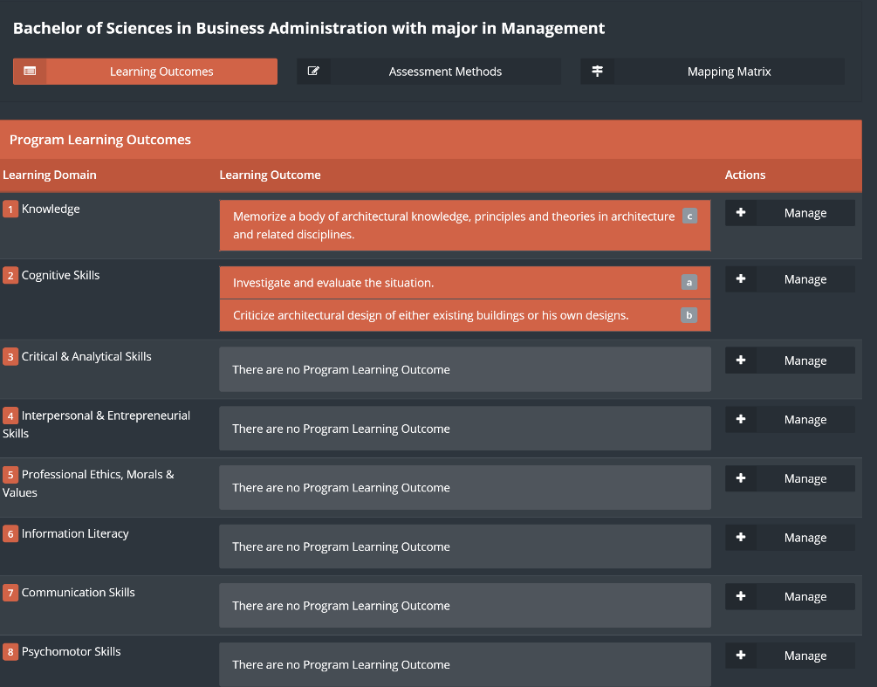 Bachelor of Sciences in Business Administration with major in Management
Learning Outcomes
Assessment Methods
Mapping Matrix
Program Learning Outcomes
Learning Domain Learning Outcome Actions
1 Knowledge
Memorize a body of architectural knowledge, principles and theories in architecture c
and related disciplines.
Manage
2 Cognitive Skills
Investigate and evaluate the situation. a
Criticize architectural design of either existing buildings or his own designs. b
Manage
3 Critical & Analytical Skills
There are no Program Learning Outcome
Manage
4 Interpersonal & Entrepreneurial
Skills
There are no Program Learning Outcome
Manage
5 Professional Ethics, Morals &
Values
There are no Program Learning Outcome
Manage
6 Information Literacy
There are no Program Learning Outcome
Manage
7 Communication Skills
There are no Program Learning Outcome
Manage
8 Psychomotor Skills
There are no Program Learning Outcome
Manage